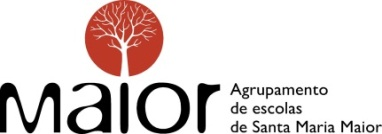 maior
Agrupamento
de escolas
de Santa Maria Maior